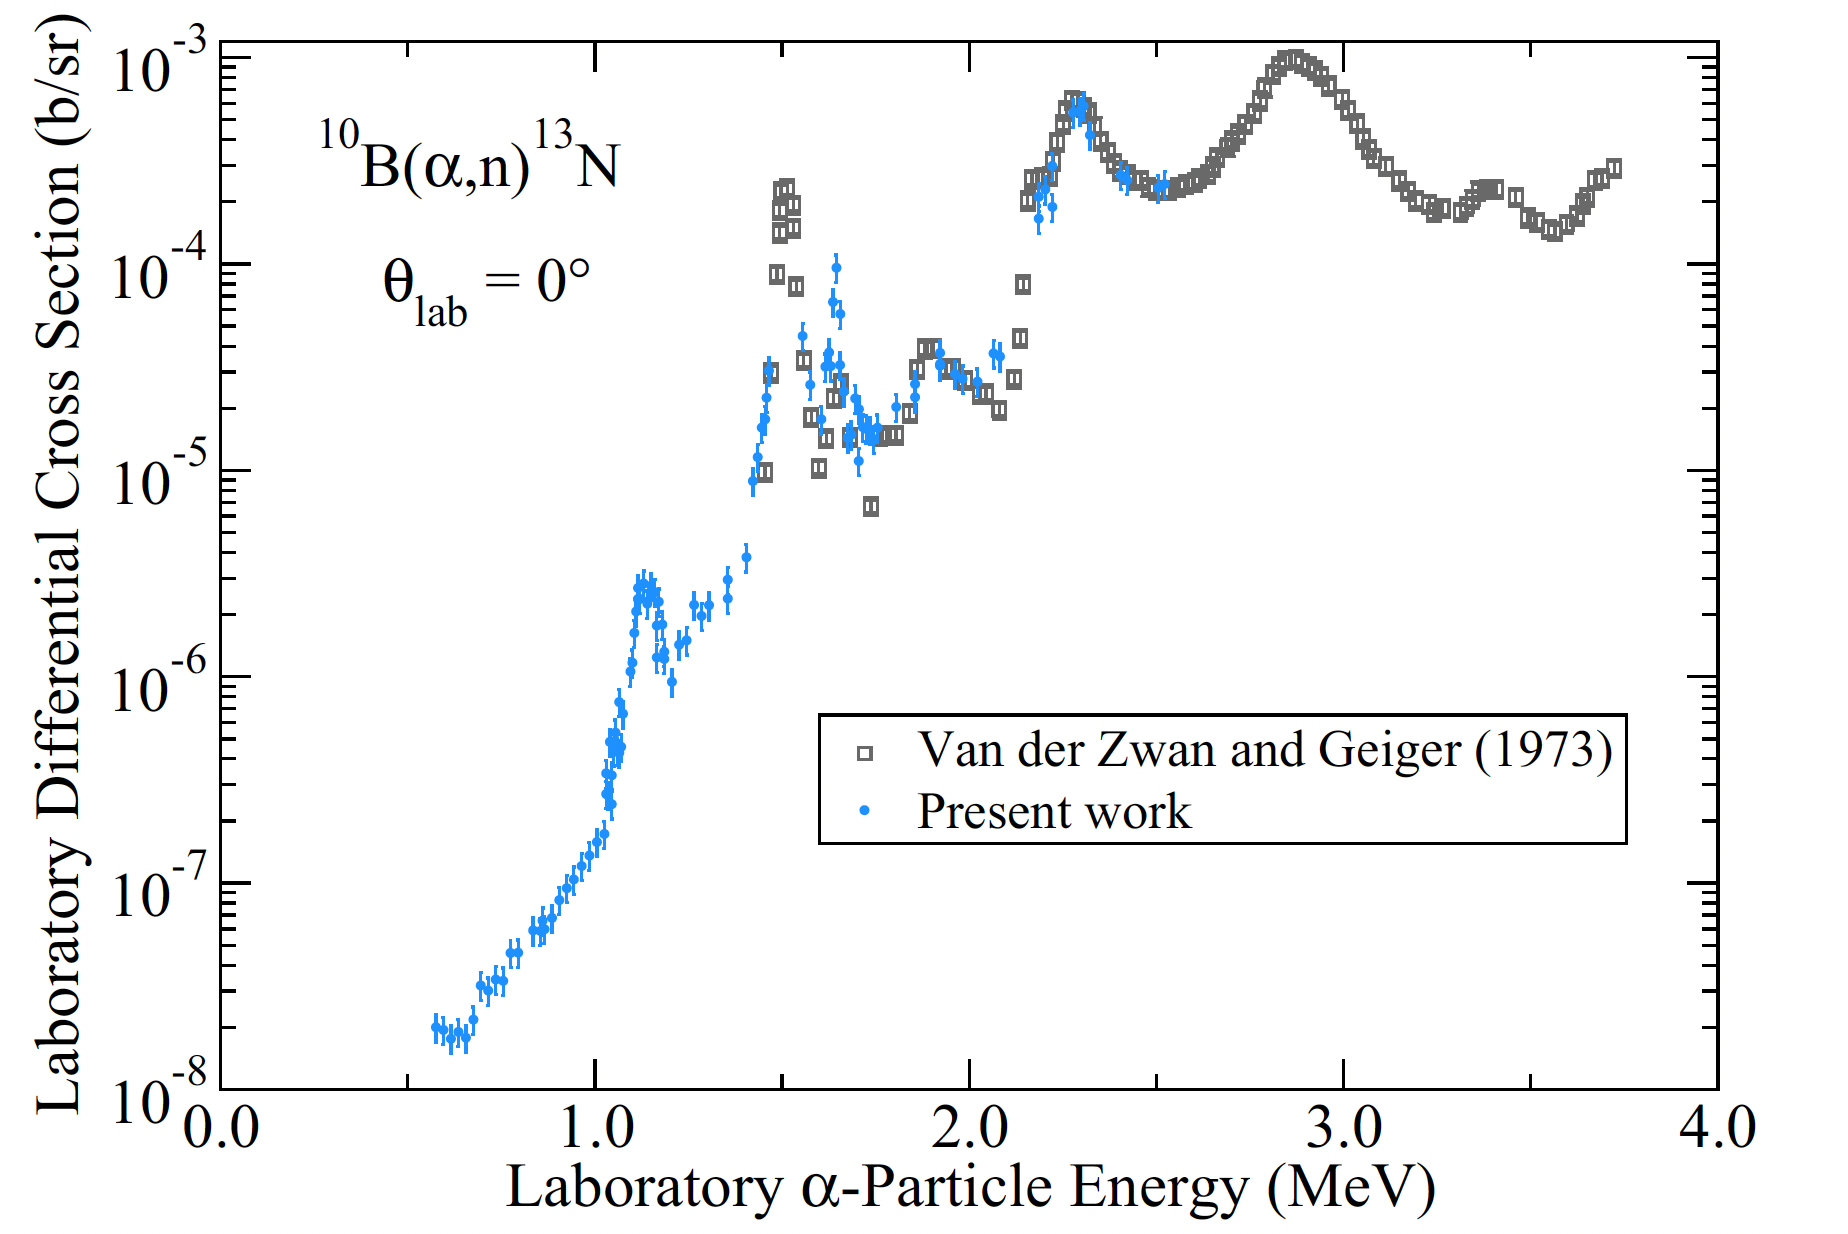 Laboratory Differential Cross Section (b/sr)
10^-3
10^-4
10^-5
10^-6
10^-7
10^-8
^10B(α,n)^13N
θ_lab = 0°
Van der Zwan and Geiger (1973)
Present work
0.0 1.0 2.0 3.0 4.0
Laboratory α-Particle Energy (MeV)